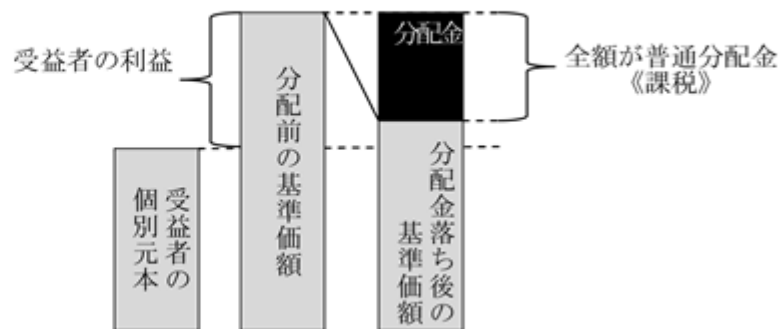 受益者の利益
受益者の
個別元本
分配前の基準価額
分配金
分配金落ち後の
基準価額
全額が普通分配金
《課税》